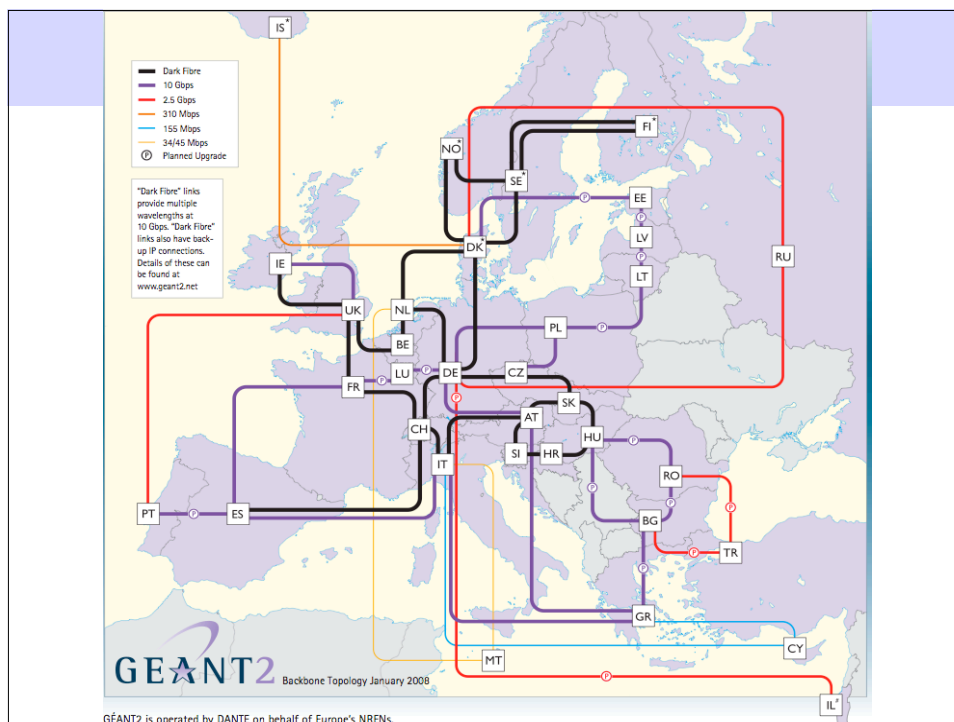 IS*
Dark Fibre
10 Gbps
2.5 Gbps
310 Mbps
155 Mbps
34/45 Mbps
P Planned Upgrade
"Dark Fibre" links
provide multiple
wavelengths at
10 Gbps. "Dark Fibre"
links also have back-
up IP connections.
Details of these can
be found at
www.geant2.net
FI*
NO*
SE*
P
EE
P
LV
DK*
RU
P
IE
LT
UK
NL
PL
P
BE
LU
P
DE
CZ
FR
P
P
SK
AT
CH
HU
P
SI
HR
IT
RO
P
P
P
PT
P
ES
BG
P
P
TR
P
GR
CY
MT
GEANT2 Backbone Topology January 2008
P
IL*
GÉANT2 is operated by DANTE on behalf of Europe's NRENs.